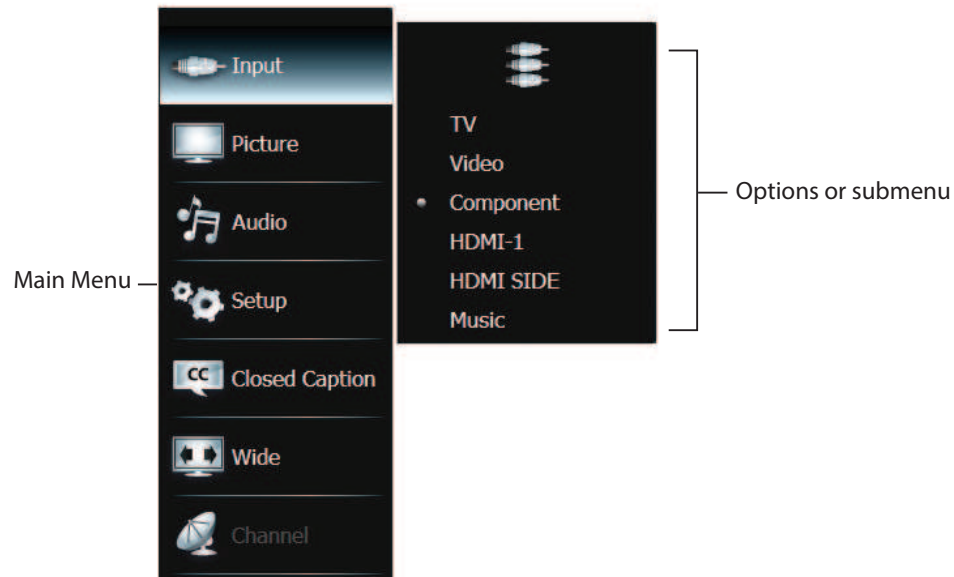 Input
Picture
Audio
Main Menu
Setup
CC
Closed Caption
Wide
Channel
TV
Video
Component
HDMI-1
HDMI SIDE
Music
Options or submenu